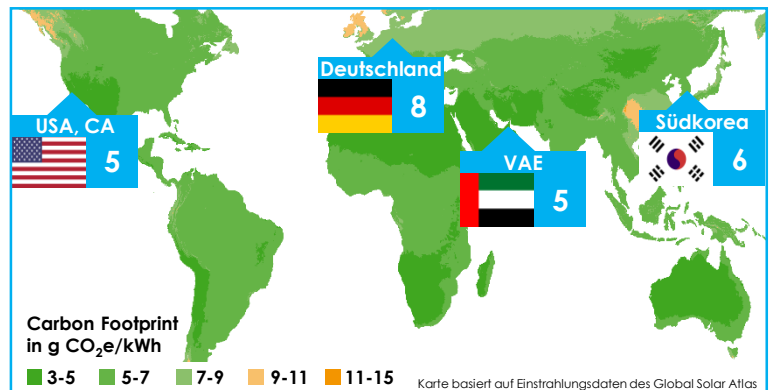 Deutschland
8
USA, CA
5
VAE
5
Südkorea
6
Carbon Footprint
in g CO₂e/kWh
3-5 5-7 7-9 9-11 11-15
Karte basiert auf Einstrahlungsdaten des Global Solar Atlas